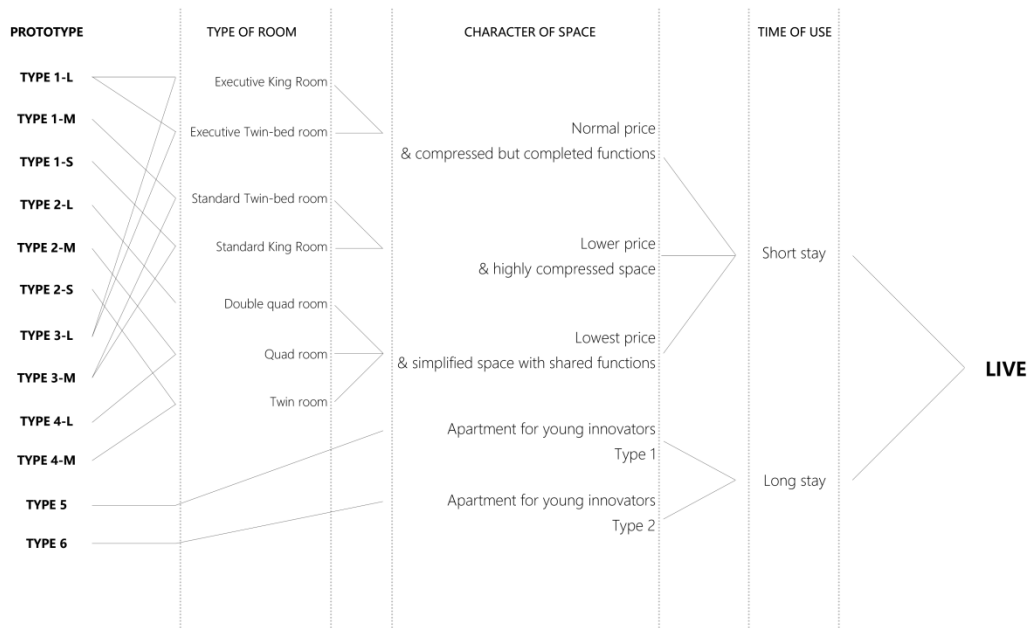 PROTOTYPE
TYPE OF ROOM
CHARACTER OF SPACE
TIME OF USE
TYPE 1-L
TYPE 1-M
TYPE 1-S
TYPE 2-L
TYPE 2-M
TYPE 2-S
TYPE 3-L
TYPE 3-M
TYPE 4-L
TYPE 4-M
TYPE 5
TYPE 6
Executive King Room
Executive Twin-bed room
Standard Twin-bed room
Standard King Room
Double quad room
Quad room
Twin room
Normal price
& compressed but completed functions
Lower price
& highly compressed space
Lowest price
& simplified space with shared functions
Apartment for young innovators
Type 1
Apartment for young innovators
Type 2
Short stay
Long stay
LIVE